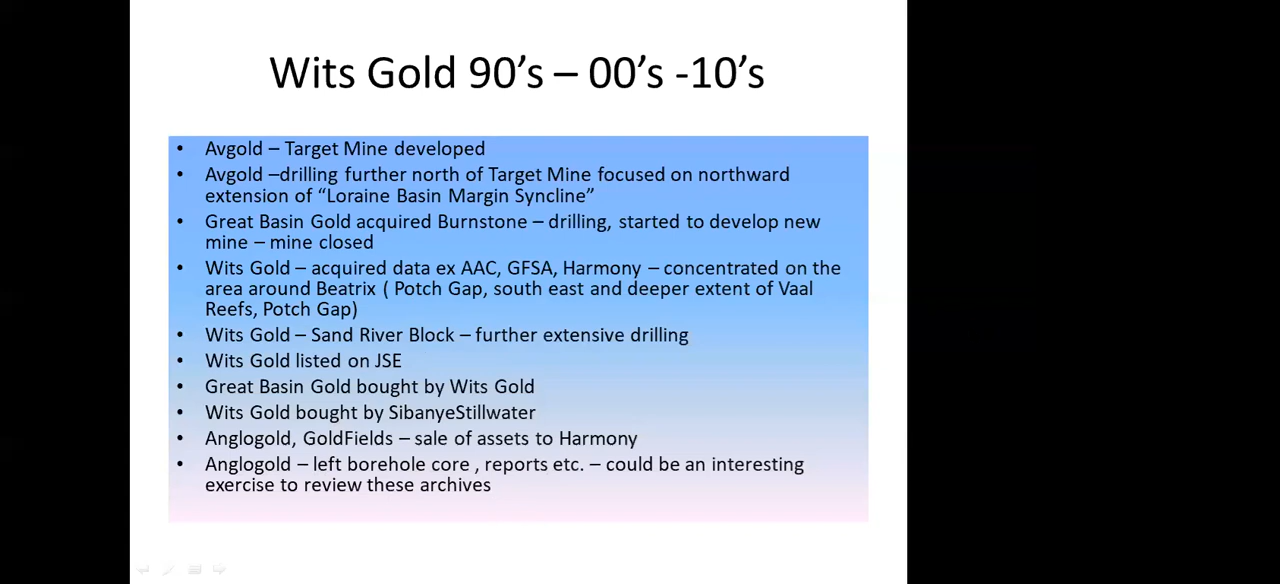 Wits Gold 90’s – 00’s -10’s
• Avgold – Target Mine developed
• Avgold –drilling further north of Target Mine focused on northward
extension of “Loraine Basin Margin Syncline”
• Great Basin Gold acquired Burnstone – drilling, started to develop new
mine – mine closed
• Wits Gold – acquired data ex AAC, GFSA, Harmony – concentrated on the
area around Beatrix ( Potch Gap, south east and deeper extent of Vaal
Reefs, Potch Gap)
• Wits Gold – Sand River Block – further extensive drilling
• Wits Gold listed on JSE
• Great Basin Gold bought by Wits Gold
• Wits Gold bought by SibanyeStillwater
• Anglogold, GoldFields – sale of assets to Harmony
• Anglogold – left borehole core , reports etc. – could be an interesting
exercise to review these archives